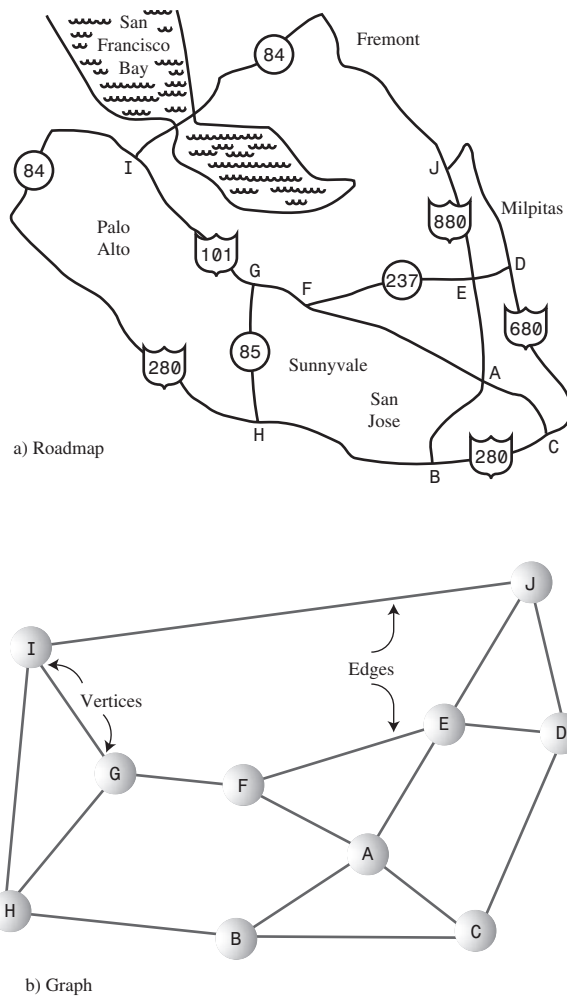 San
Francisco
Bay
84
Fremont
84
I
J
Palo
Alto
880
Milpitas
101
G
F
237
E
D
680
85
Sunnyvale
280
San
Jose
A
H
C
a) Roadmap
280
B
J
I
Edges
Vertices
E
D
G
F
A
H
B
C
b) Graph